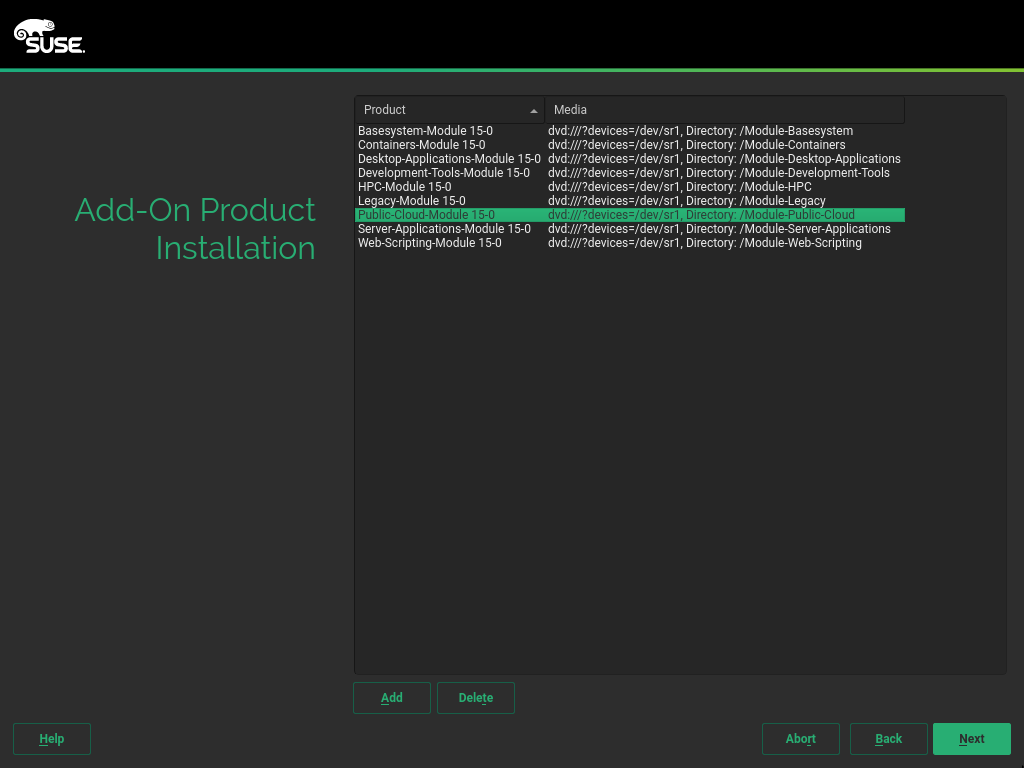 SUSE.
Add-On Product
Installation
Product Media
Basesystem-Module 15-0 dvd:///?devices=/dev/sr1, Directory: /Module-Basesystem
Containers-Module 15-0 dvd:///?devices=/dev/sr1, Directory: /Module-Containers
Desktop-Applications-Module 15-0 dvd:///?devices=/dev/sr1, Directory: /Module-Desktop-Applications
Development-Tools-Module 15-0 dvd:///?devices=/dev/sr1, Directory: /Module-Development-Tools
HPC-Module 15-0 dvd:///?devices=/dev/sr1, Directory: /Module-HPC
Legacy-Module 15-0 dvd:///?devices=/dev/sr1, Directory: /Module-Legacy
Public-Cloud-Module 15-0 dvd:///?devices=/dev/sr1, Directory: /Module-Public-Cloud
Server-Applications-Module 15-0 dvd:///?devices=/dev/sr1, Directory: /Module-Server-Applications
Web-Scripting-Module 15-0 dvd:///?devices=/dev/sr1, Directory: /Module-Web-Scripting
Add Delete
Help Abort Back Next